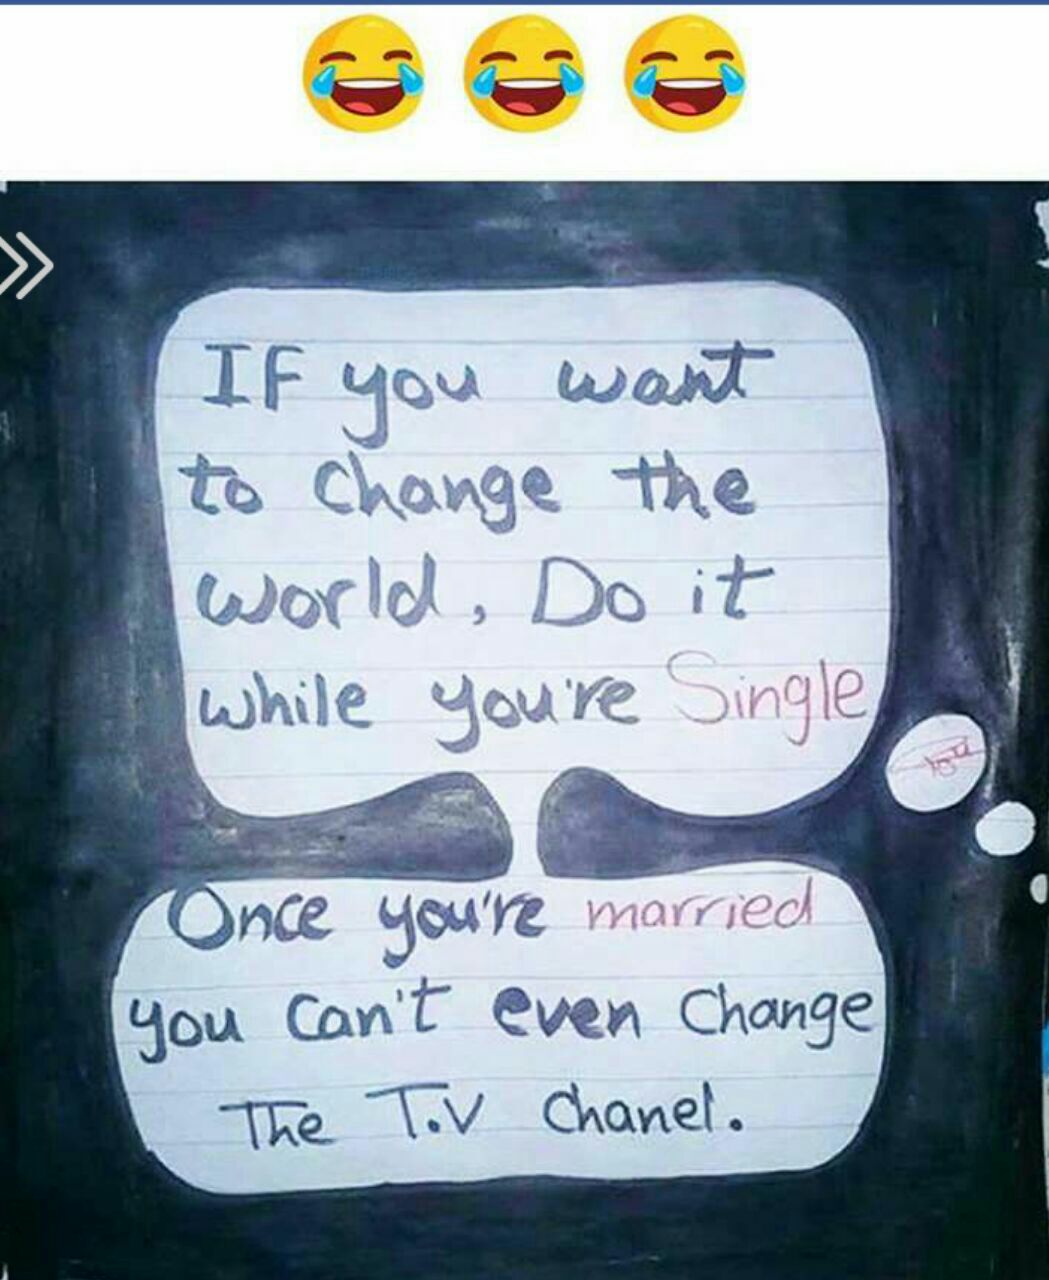 IF you want
to change the
world, Do it
while you're Single
Once you're married
you can't even change
The T.V chanel.